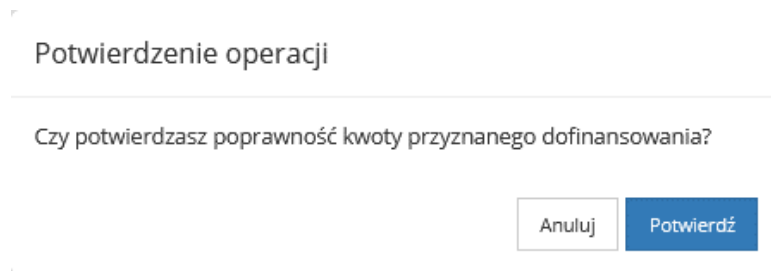 Potwierdzenie operacji
Czy potwierdzasz poprawność kwoty przyznanego dofinansowania?
Anuluj Potwierdź